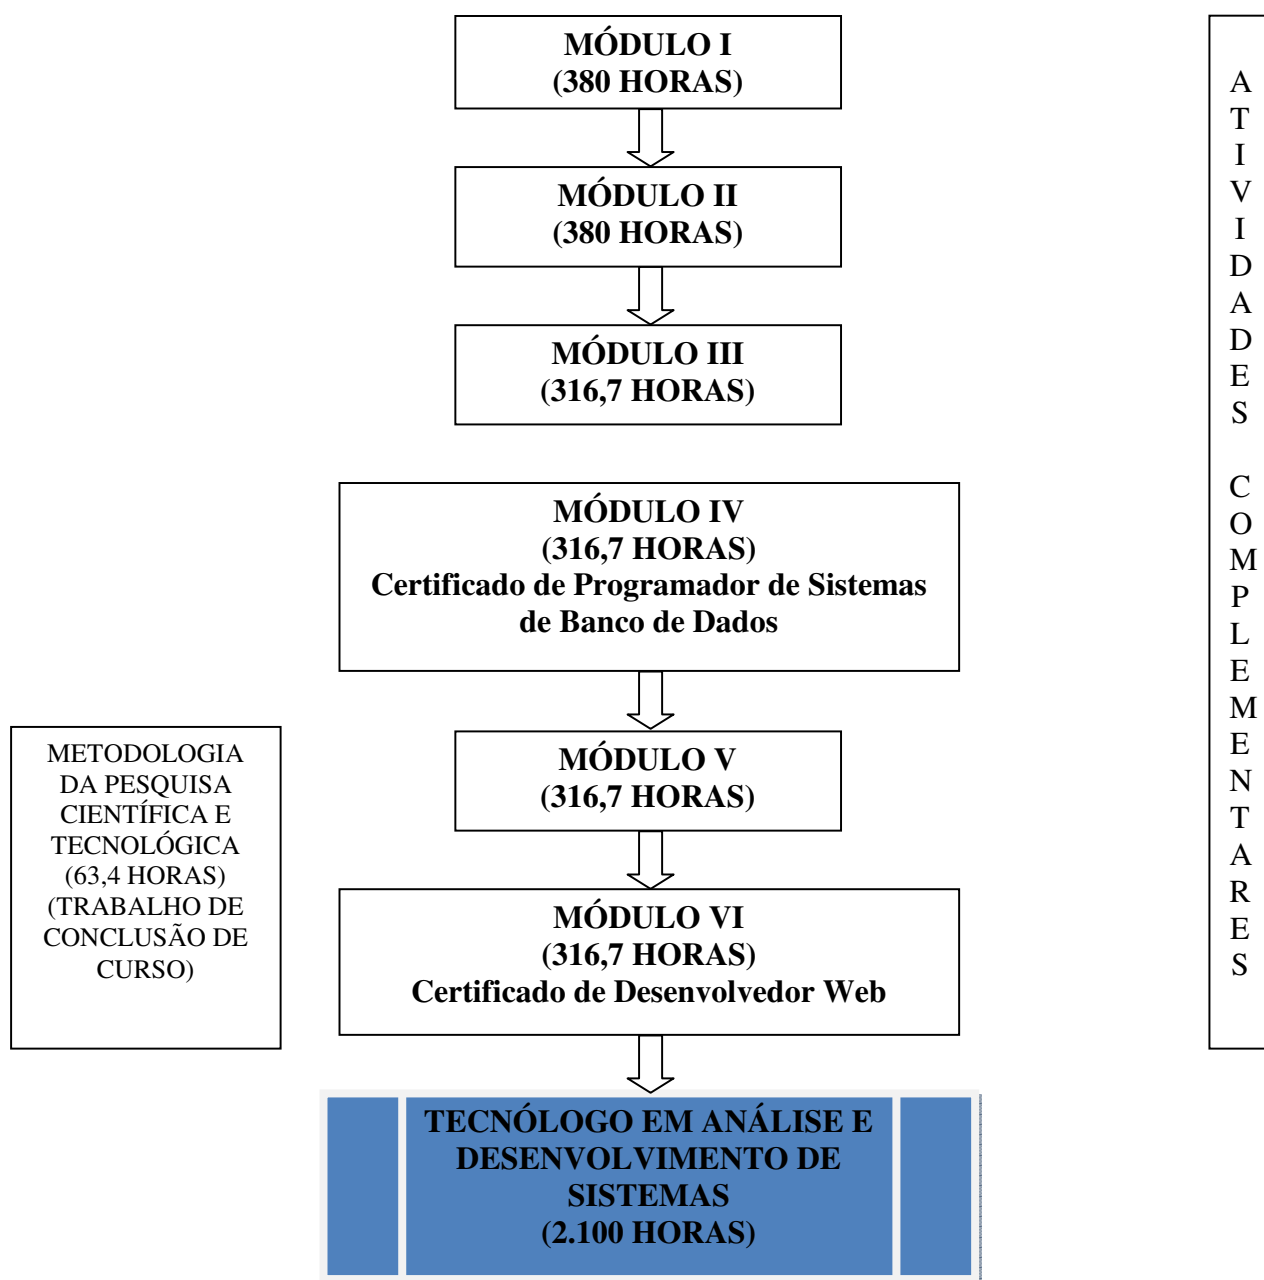 MÓDULO I
(380 HORAS)
MÓDULO II
(380 HORAS)
MÓDULO III
(316,7 HORAS)
MÓDULO IV
(316,7 HORAS)
Certificado de Programador de Sistemas
de Banco de Dados
MÓDULO V
(316,7 HORAS)
METODOLOGIA
DA PESQUISA
CIENTÍFICA E
TECNOLÓGICA
(63,4 HORAS)
(TRABALHO DE
CONCLUSÃO DE
CURSO)
MÓDULO VI
(316,7 HORAS)
Certificado de Desenvolvedor Web
TECNÓLOGO EM ANÁLISE E
DESENVOLVIMENTO DE
SISTEMAS
(2.100 HORAS)
A
T
I
V
I
D
A
D
E
S
C
O
M
P
L
E
M
E
N
T
A
R
E
S